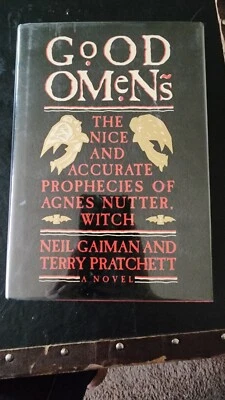 GOOD
OMENS
THE
NICE
AND
ACCURATE
PROPHECIES OF
AGNES NUTTER,
WITCH
NEIL GAIMAN AND
TERRY PRATCHETT
A NOVEL